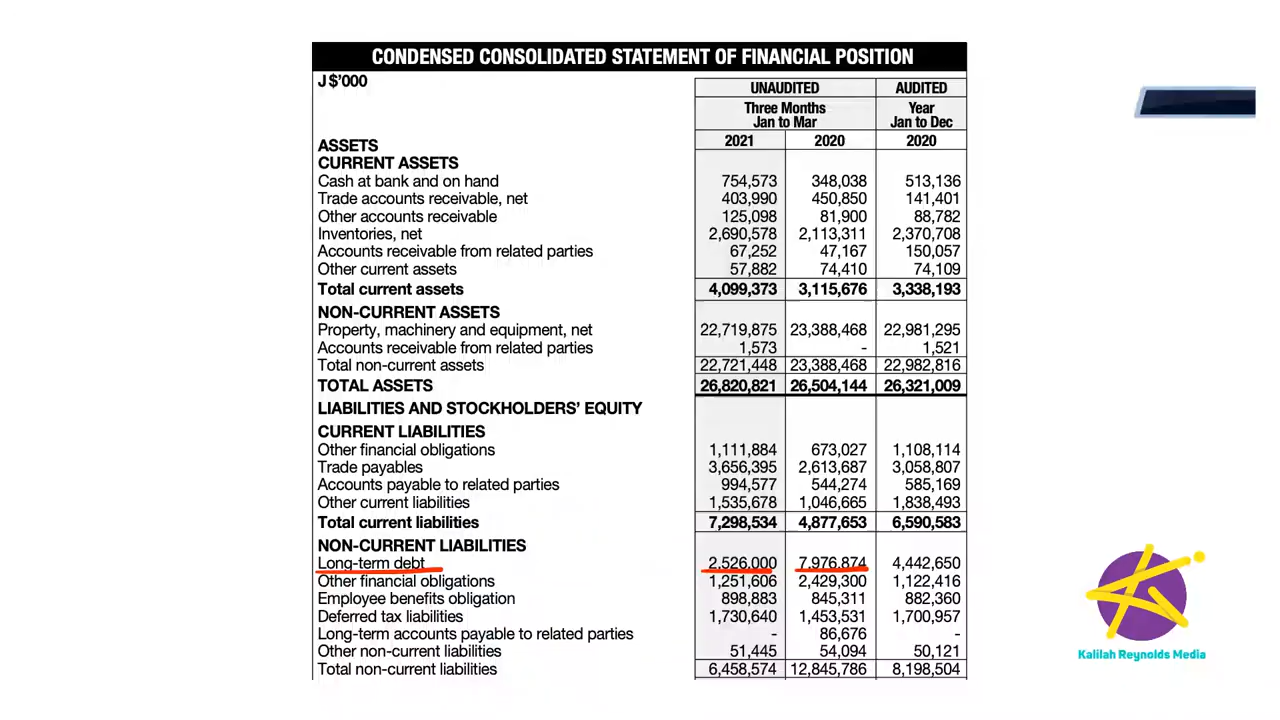 CONDENSED CONSOLIDATED STATEMENT OF FINANCIAL POSITION
J $'000
UNAUDITED AUDITED
Three Months Year
Jan to Mar Jan to Dec
2021 2020 2020
ASSETS
CURRENT ASSETS
Cash at bank and on hand 754,573 348,038 513,136
Trade accounts receivable, net 403,990 450,850 141,401
Other accounts receivable 125,098 81,900 88,782
Inventories, net 2,690,578 2,113,311 2,370,708
Accounts receivable from related parties 67,252 47,167 150,057
Other current assets 57,882 74,410 74,109
Total current assets 4,099,373 3,115,676 3,338,193
NON-CURRENT ASSETS
Property, machinery and equipment, net 22,719,875 23,388,468 22,981,295
Accounts receivable from related parties 1,573 - 1,521
Total non-current assets 22,721,448 23,388,468 22,982,816
TOTAL ASSETS 26,820,821 26,504,144 26,321,009
LIABILITIES AND STOCKHOLDERS' EQUITY
CURRENT LIABILITIES
Other financial obligations 1,111,884 673,027 1,108,114
Trade payables 3,656,395 2,613,687 3,058,807
Accounts payable to related parties 994,577 544,274 585,169
Other current liabilities 1,535,678 1,046,665 1,838,493
Total current liabilities 7,298,534 4,877,653 6,590,583
NON-CURRENT LIABILITIES
Long-term debt 2,526,000 7,976,874 4,442,650
Other financial obligations 1,251,606 2,429,300 1,122,416
Employee benefits obligation 898,883 845,311 882,360
Deferred tax liabilities 1,730,640 1,453,531 1,700,957
Long-term accounts payable to related parties - 86,676 -
Other non-current liabilities 51,445 54,094 50,121
Total non-current liabilities 6,458,574 12,845,786 8,198,504
Kalilah Reynolds Media